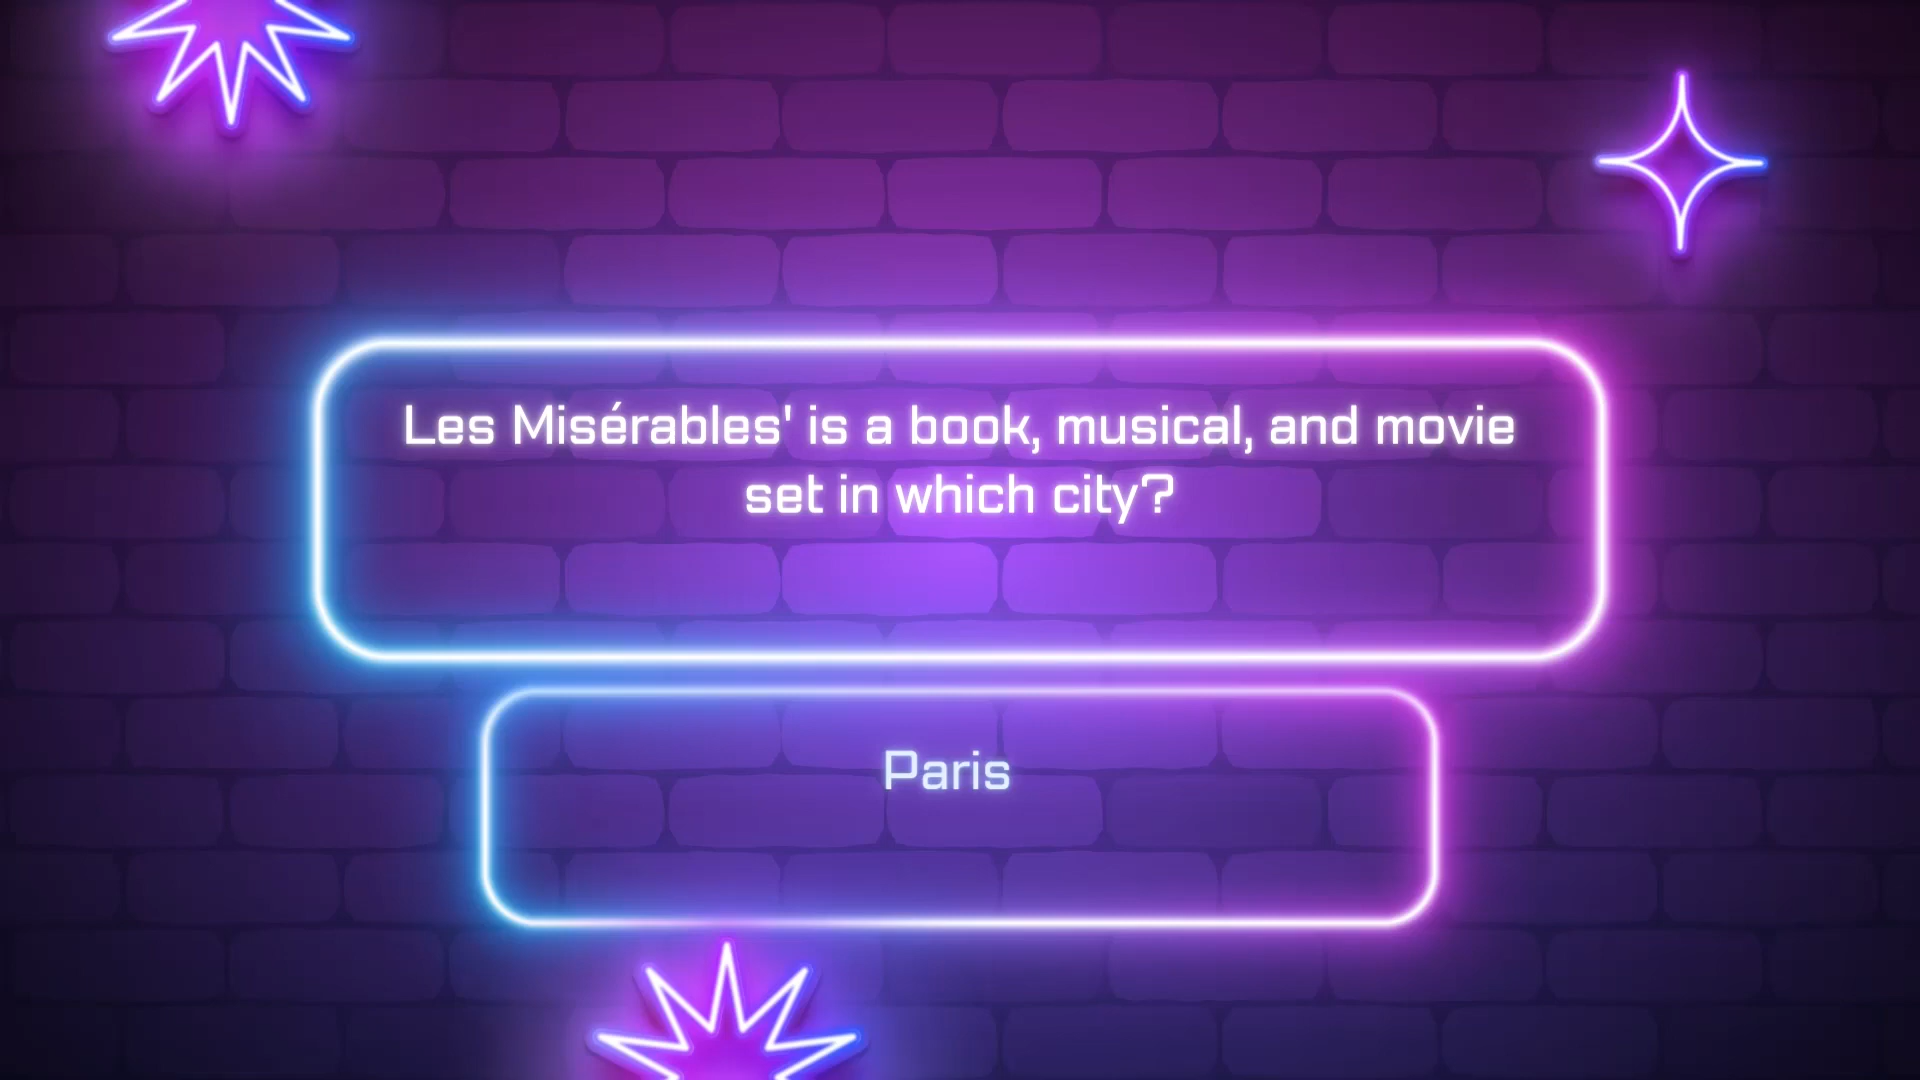 Les Misérables' is a book, musical, and movie
set in which city?
Paris